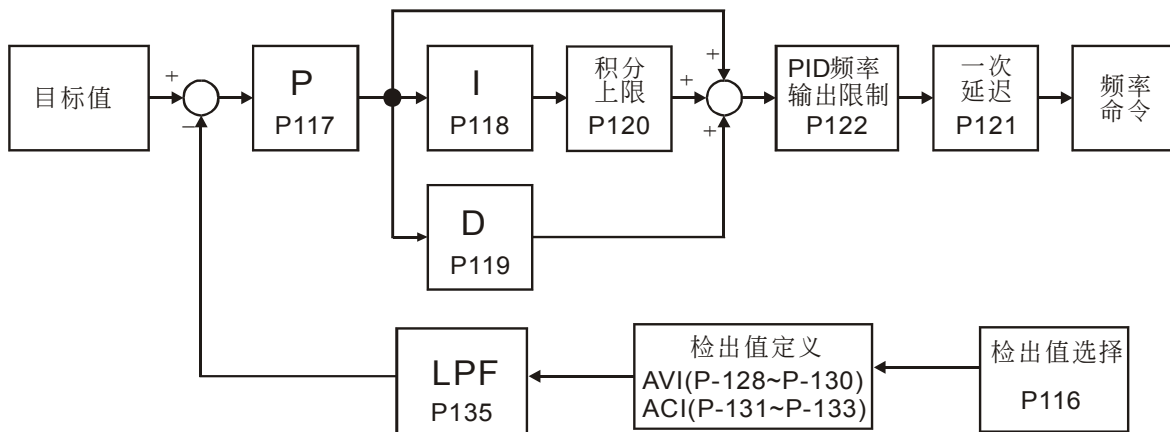 目标值
+
−
P
P117
I
P118
积分
上限
P120
+
+
+
PID频率
输出限制
P122
一次
延迟
P121
频率
命令
D
P119
LPF
P135
检出值定义
AVI(P-128~P-130)
ACI(P-131~P-133)
检出值选择
P116